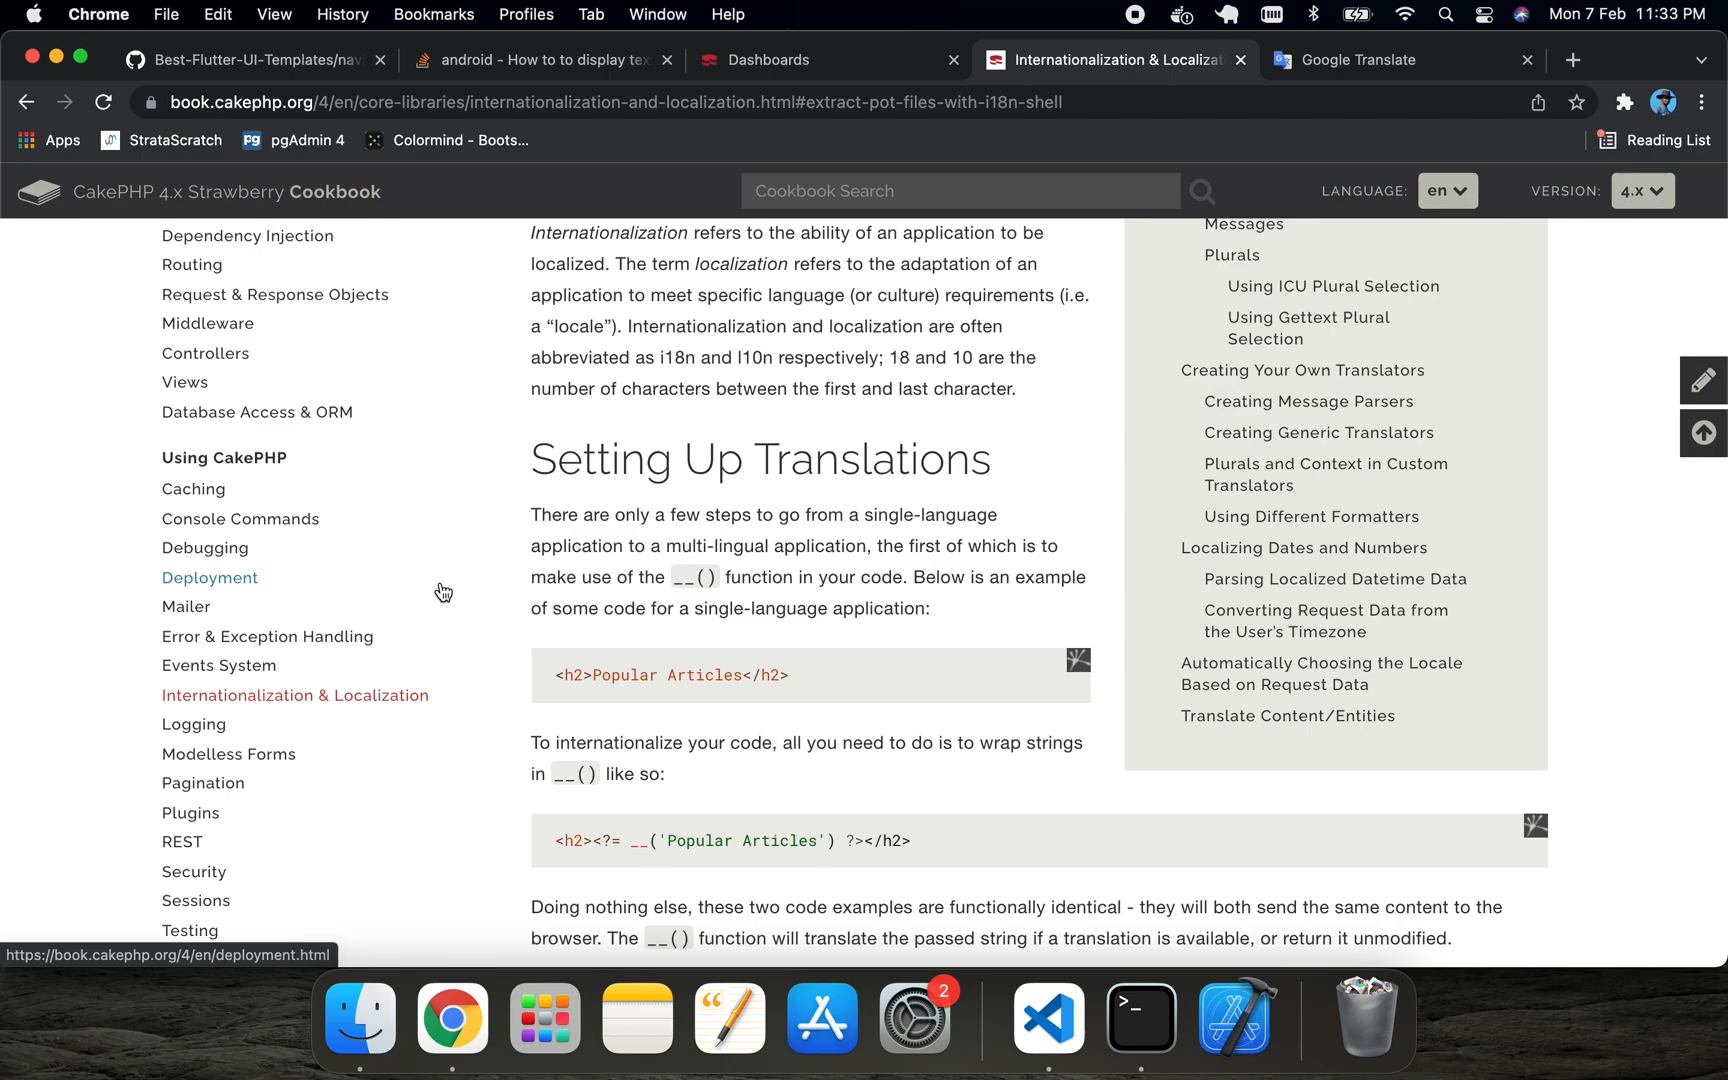 Chrome File Edit View History Bookmarks Profiles Tab Window Help Mon 7 Feb 11:33 PM
Best-Flutter-UI-Templates/nav android - How to to display tex Dashboards Internationalization & Localizat Google Translate
book.cakephp.org/4/en/core-libraries/internationalization-and-localization.html#extract-pot-files-with-i18n-shell
Apps StrataScratch pg pgAdmin 4 Colormind - Boots... Reading List
CakePHP 4.x Strawberry Cookbook Cookbook Search LANGUAGE: en VERSION: 4.x
Dependency Injection
Routing
Request & Response Objects
Middleware
Controllers
Views
Database Access & ORM
Using CakePHP
Caching
Console Commands
Debugging
Deployment
Mailer
Error & Exception Handling
Events System
Internationalization & Localization
Logging
Modelless Forms
Pagination
Plugins
REST
Security
Sessions
Testing
https://book.cakephp.org/4/en/deployment.html
Internationalization refers to the ability of an application to be
localized. The term localization refers to the adaptation of an
application to meet specific language (or culture) requirements (i.e.
a “locale”). Internationalization and localization are often
abbreviated as i18n and l10n respectively; 18 and 10 are the
number of characters between the first and last character.
Setting Up Translations
There are only a few steps to go from a single-language
application to a multi-lingual application, the first of which is to
make use of the __() function in your code. Below is an example
of some code for a single-language application:
<h2>Popular Articles</h2>
To internationalize your code, all you need to do is to wrap strings
in __() like so:
<h2><?= __('Popular Articles') ?></h2>
Doing nothing else, these two code examples are functionally identical - they will both send the same content to the
browser. The __() function will translate the passed string if a translation is available, or return it unmodified.
Messages
Plurals
Using ICU Plural Selection
Using Gettext Plural
Selection
Creating Your Own Translators
Creating Message Parsers
Creating Generic Translators
Plurals and Context in Custom
Translators
Using Different Formatters
Localizing Dates and Numbers
Parsing Localized Datetime Data
Converting Request Data from
the User's Timezone
Automatically Choosing the Locale
Based on Request Data
Translate Content/Entities
2
>_